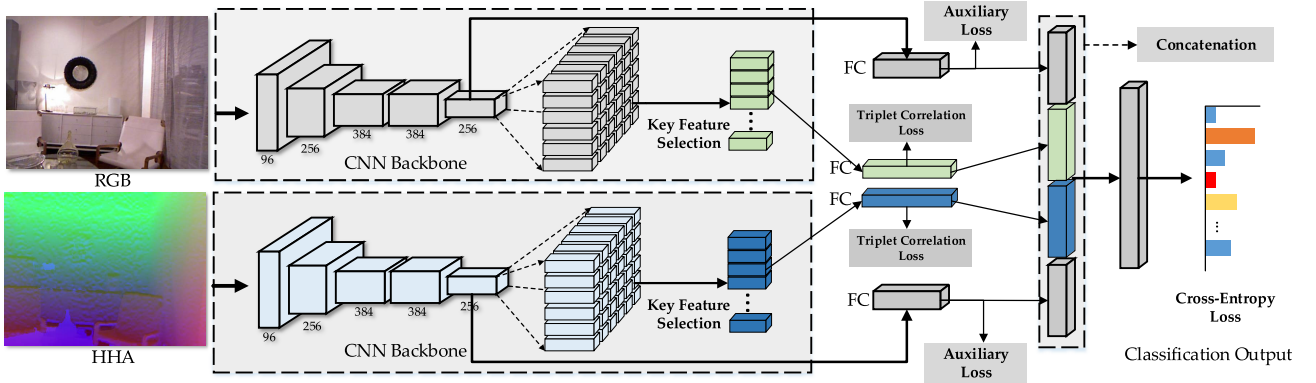 RGB
96
256
384
384
256
CNN Backbone
Key Feature
Selection
FC
Auxiliary
Loss
Concatenation
Triplet Correlation
Loss
FC
HHA
96
256
384
384
256
CNN Backbone
Key Feature
Selection
FC
Triplet Correlation
Loss
FC
Auxiliary
Loss
Cross-Entropy
Loss
Classification Output